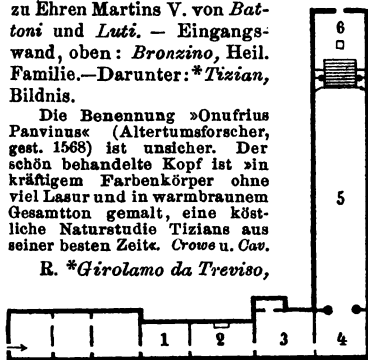 zu Ehren Martins V. von Bat-
toni und Luti. — Eingangs-
wand, oben: Bronzino, Heil.
Familie.—Darunter:*Tizian,
Bildnis.
Die Benennung »Onufrius
Panvinus« (Altertumsforscher,
gest. 1568) ist unsicher. Der
schön behandelte Kopf ist »in
kräftigem Farbenkörper ohne
viel Lasur und in warmbraunem
Gesamtton gemalt, eine köst-
liche Naturstudie Tizians aus
seiner besten Zeit«. Crowe u. Cav.
R. *Girolamo da Treviso,
6
5
1 2 3 4